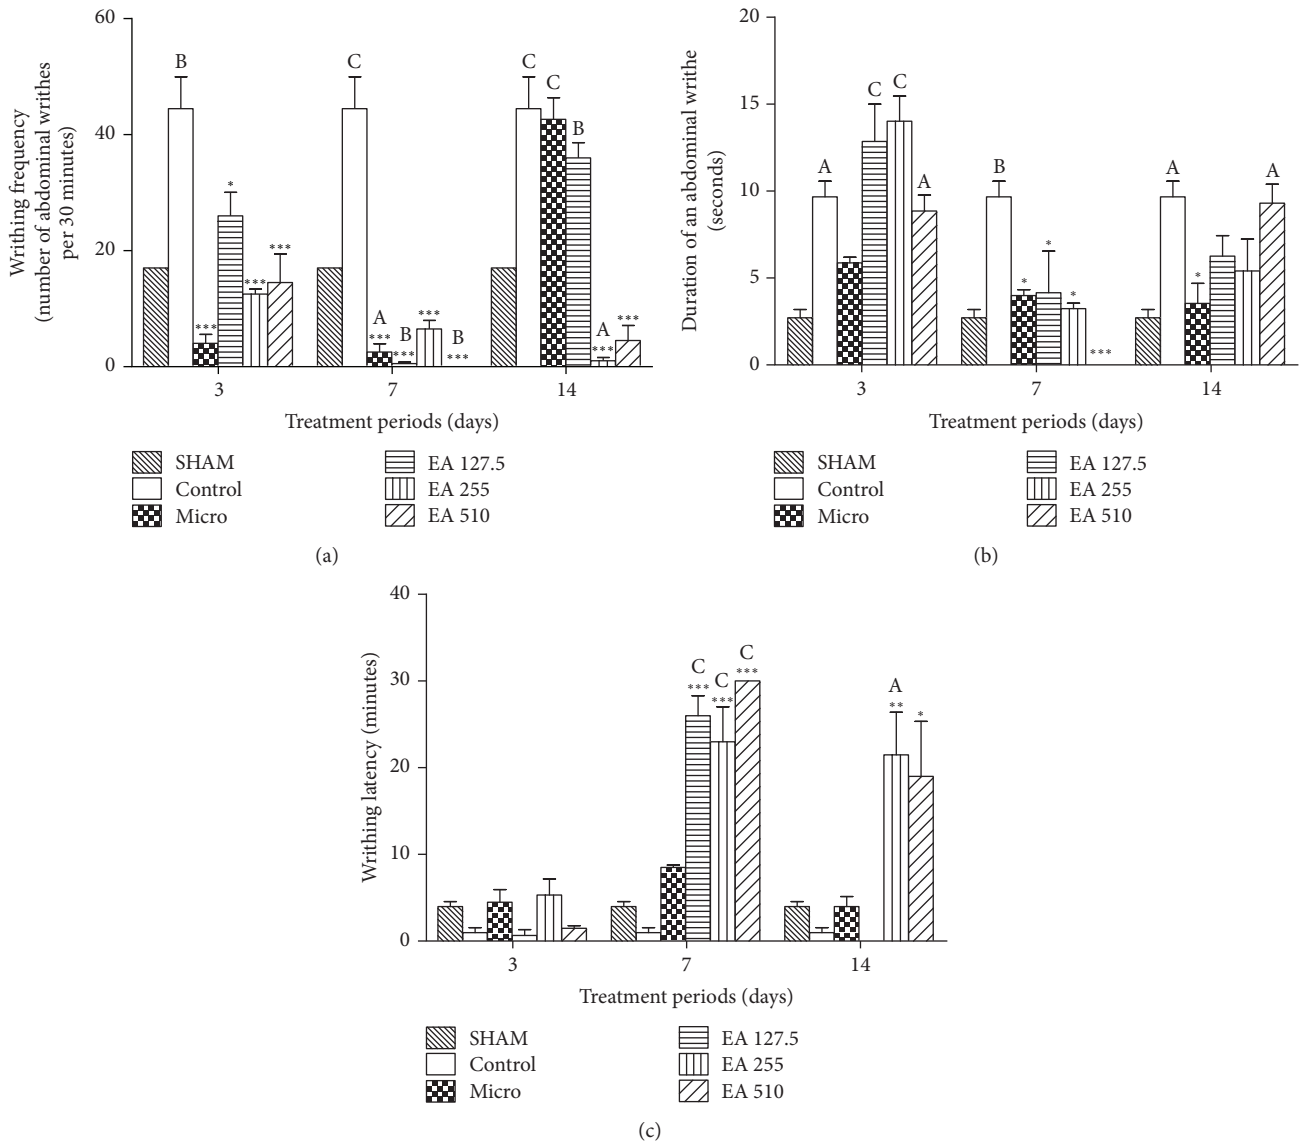 60
40
20
0
Writhing frequency
(number of abdominal writhes
per 30 minutes)
B
***
*
***
***
C
A
***
B
***
***
B
***
C
C
B
A
***
***
3
7
14
Treatment periods (days)
SHAM
Control
Micro
EA 127.5
EA 255
EA 510
(a)
20
15
10
5
0
Duration of an abdominal writhe
(seconds)
A
C
C
A
B
*
*
*
***
A
*
A
3
7
14
Treatment periods (days)
SHAM
Control
Micro
EA 127.5
EA 255
EA 510
(b)
40
30
20
10
0
Writhing latency (minutes)
C
***
C
***
C
***
A
**
*
3
7
14
Treatment periods (days)
SHAM
Control
Micro
EA 127.5
EA 255
EA 510
(c)